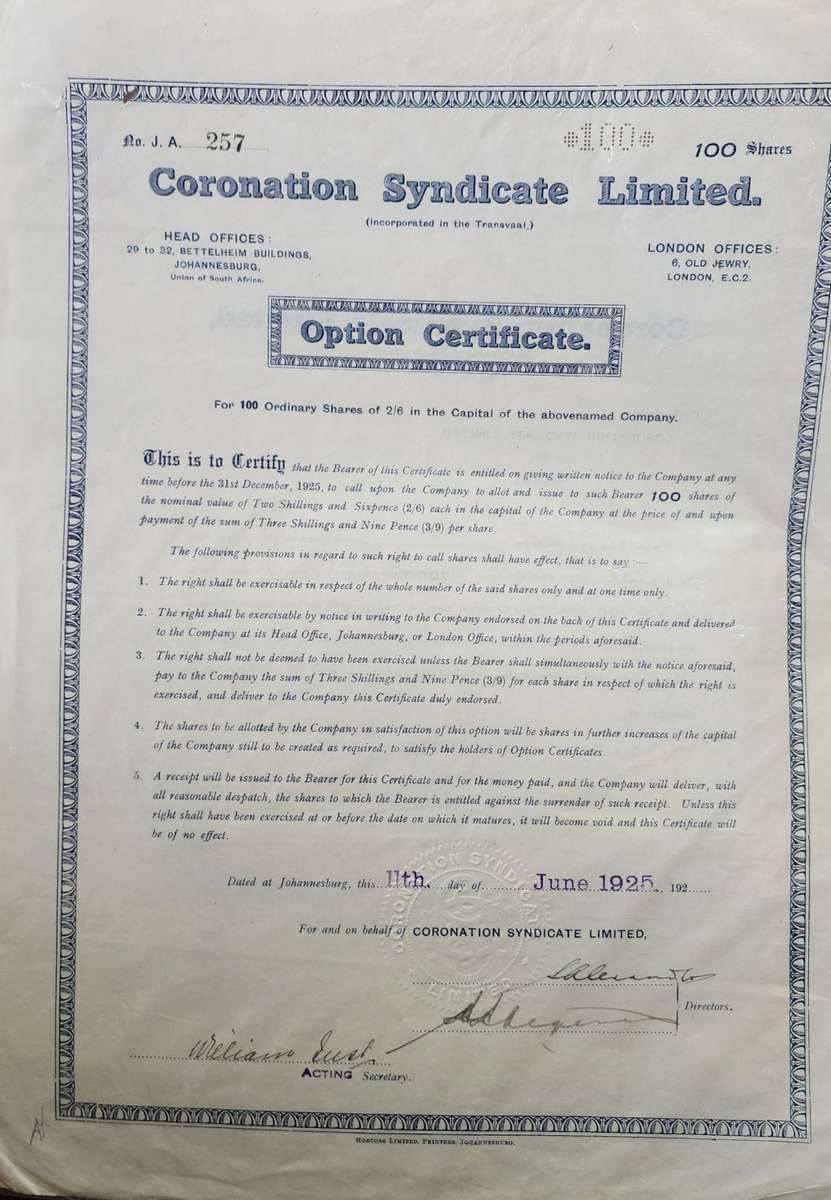 No. J. A. 257
*100*
100 Shares
Coronation Syndicate Limited.
(Incorporated in the Transvaal.)
HEAD OFFICES:
29 to 32, BETTELHEIM BUILDINGS,
JOHANNESBURG,
Union of South Africa.
LONDON OFFICES:
6, OLD JEWRY,
LONDON, E.C.2.
Option Certificate.
For 100 Ordinary Shares of 2/6 in the Capital of the abovenamed Company.
This is to Certify that the Bearer of this Certificate is entitled on giving written notice to the Company at any
time before the 31st December, 1925, to call upon the Company to allot and issue to such Bearer 100 shares of
the nominal value of Two Shillings and Sixpence (2/6) each in the capital of the Company at the price of and upon
payment of the sum of Three Shillings and Nine Pence (3/9) per share.
The following provisions in regard to such right to call shares shall have effect, that is to say :—
1. The right shall be exercisable in respect of the whole number of the said shares only and at one time only.
2. The right shall be exercisable by notice in writing to the Company endorsed on the back of this Certificate and delivered
to the Company at its Head Office, Johannesburg, or London Office, within the periods aforesaid.
3. The right shall not be deemed to have been exercised unless the Bearer shall simultaneously with the notice aforesaid,
pay to the Company the sum of Three Shillings and Nine Pence (3/9) for each share in respect of which the right is
exercised, and deliver to the Company this Certificate duly endorsed.
4. The shares to be allotted by the Company in satisfaction of this option will be shares in further increases of the capital
of the Company still to be created as required, to satisfy the holders of Option Certificates.
5. A receipt will be issued to the Bearer for this Certificate and for the money paid, and the Company will deliver, with
all reasonable despatch, the shares to which the Bearer is entitled against the surrender of such receipt. Unless this
right shall have been exercised at or before the date on which it matures, it will become void and this Certificate will
be of no effect.
Dated at Johannesburg, this 11th. day of June 1925. 192
For and on behalf of CORONATION SYNDICATE LIMITED,
CORONATION SYNDICATE
LIMITED
Directors.
William
ACTING Secretary.
HORTORS LIMITED, PRINTERS, JOHANNESBURG.